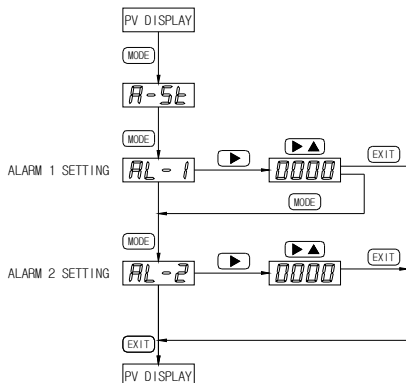 PV DISPLAY
MODE
A-St
MODE
ALARM 1 SETTING AL-1 0000 EXIT
MODE
MODE
ALARM 2 SETTING AL-2 0000 EXIT
EXIT
PV DISPLAY